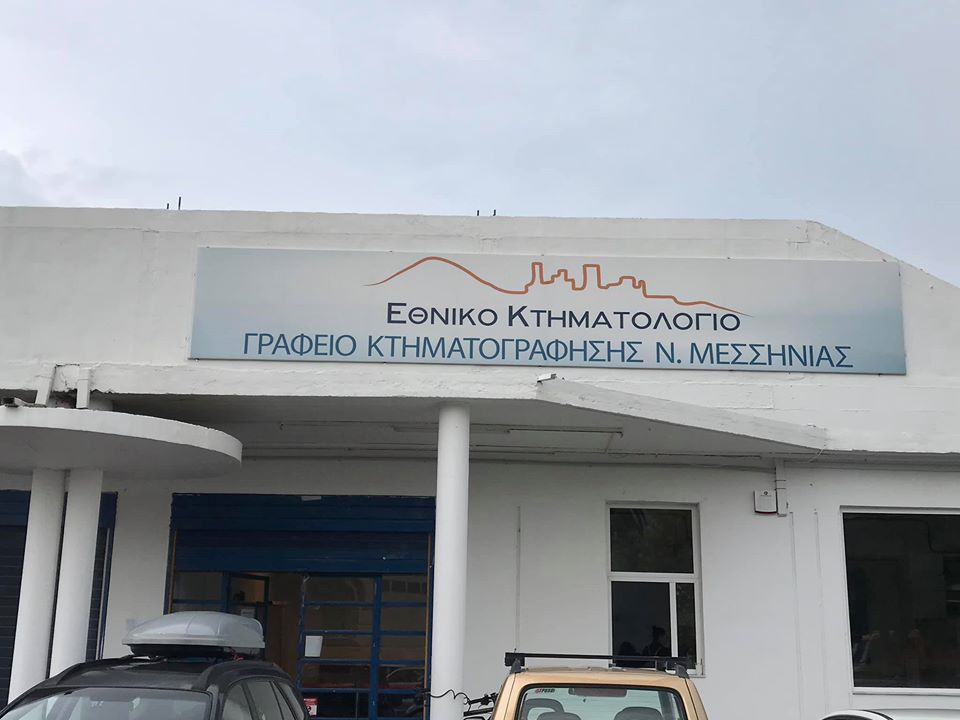 ΕΘΝΙΚΟ ΚΤΗΜΑΤΟΛΟΓΙΟ
ΓΡΑΦΕΙΟ ΚΤΗΜΑΤΟΓΡΑΦΗΣΗΣ Ν. ΜΕΣΣΗΝΙΑΣ